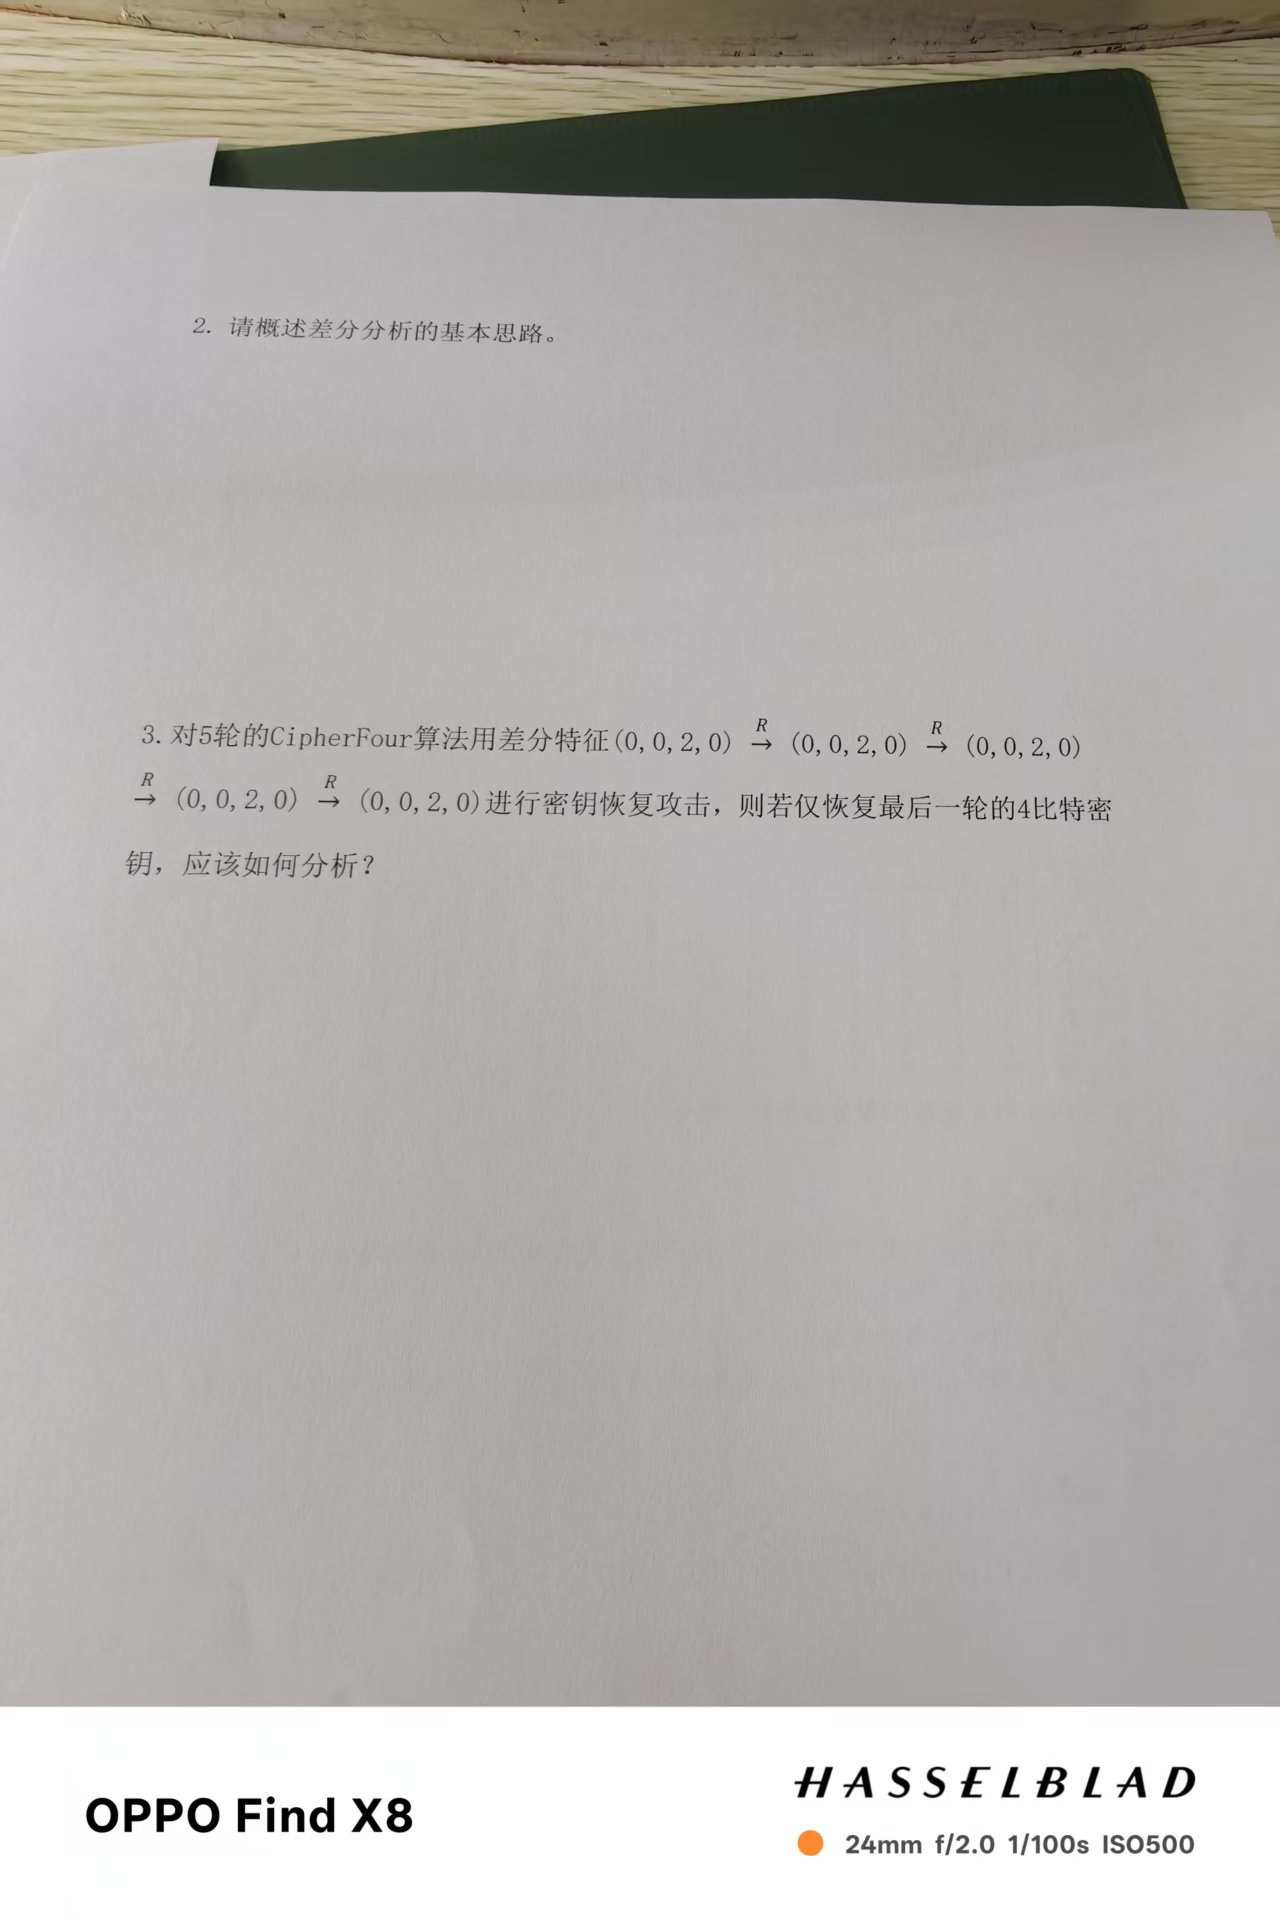 2. 请概述差分分析的基本思路。
3. 对5轮的CipherFour算法用差分特征(0,0,2,0) R→ (0,0,2,0) R→ (0,0,2,0)
R→ (0,0,2,0) R→ (0,0,2,0)进行密钥恢复攻击，则若仅恢复最后一轮的4比特密
钥，应该如何分析？
HASSELBLAD
OPPO Find X8
24mm f/2.0 1/100s ISO500